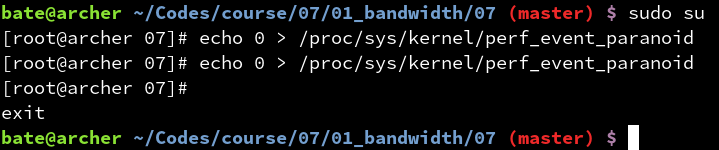 bate@archer ~/Codes/course/07/01_bandwidth/07 (master) $ sudo su
[root@archer 07]# echo 0 > /proc/sys/kernel/perf_event_paranoid
[root@archer 07]# echo 0 > /proc/sys/kernel/perf_event_paranoid
[root@archer 07]#
exit
bate@archer ~/Codes/course/07/01_bandwidth/07 (master) $